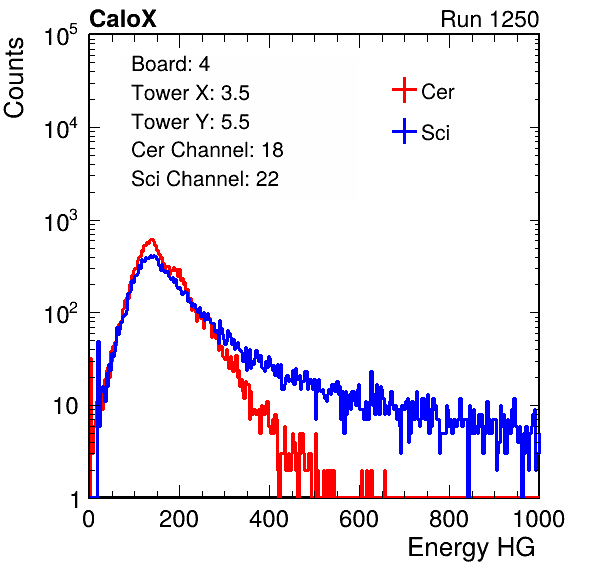 CaloX Run 1250
Counts
Board: 4
Tower X: 3.5
Tower Y: 5.5
Cer Channel: 18
Sci Channel: 22
Cer
Sci
10^5
10^4
10^3
10^2
10
1
0 200 400 600 800 1000
Energy HG